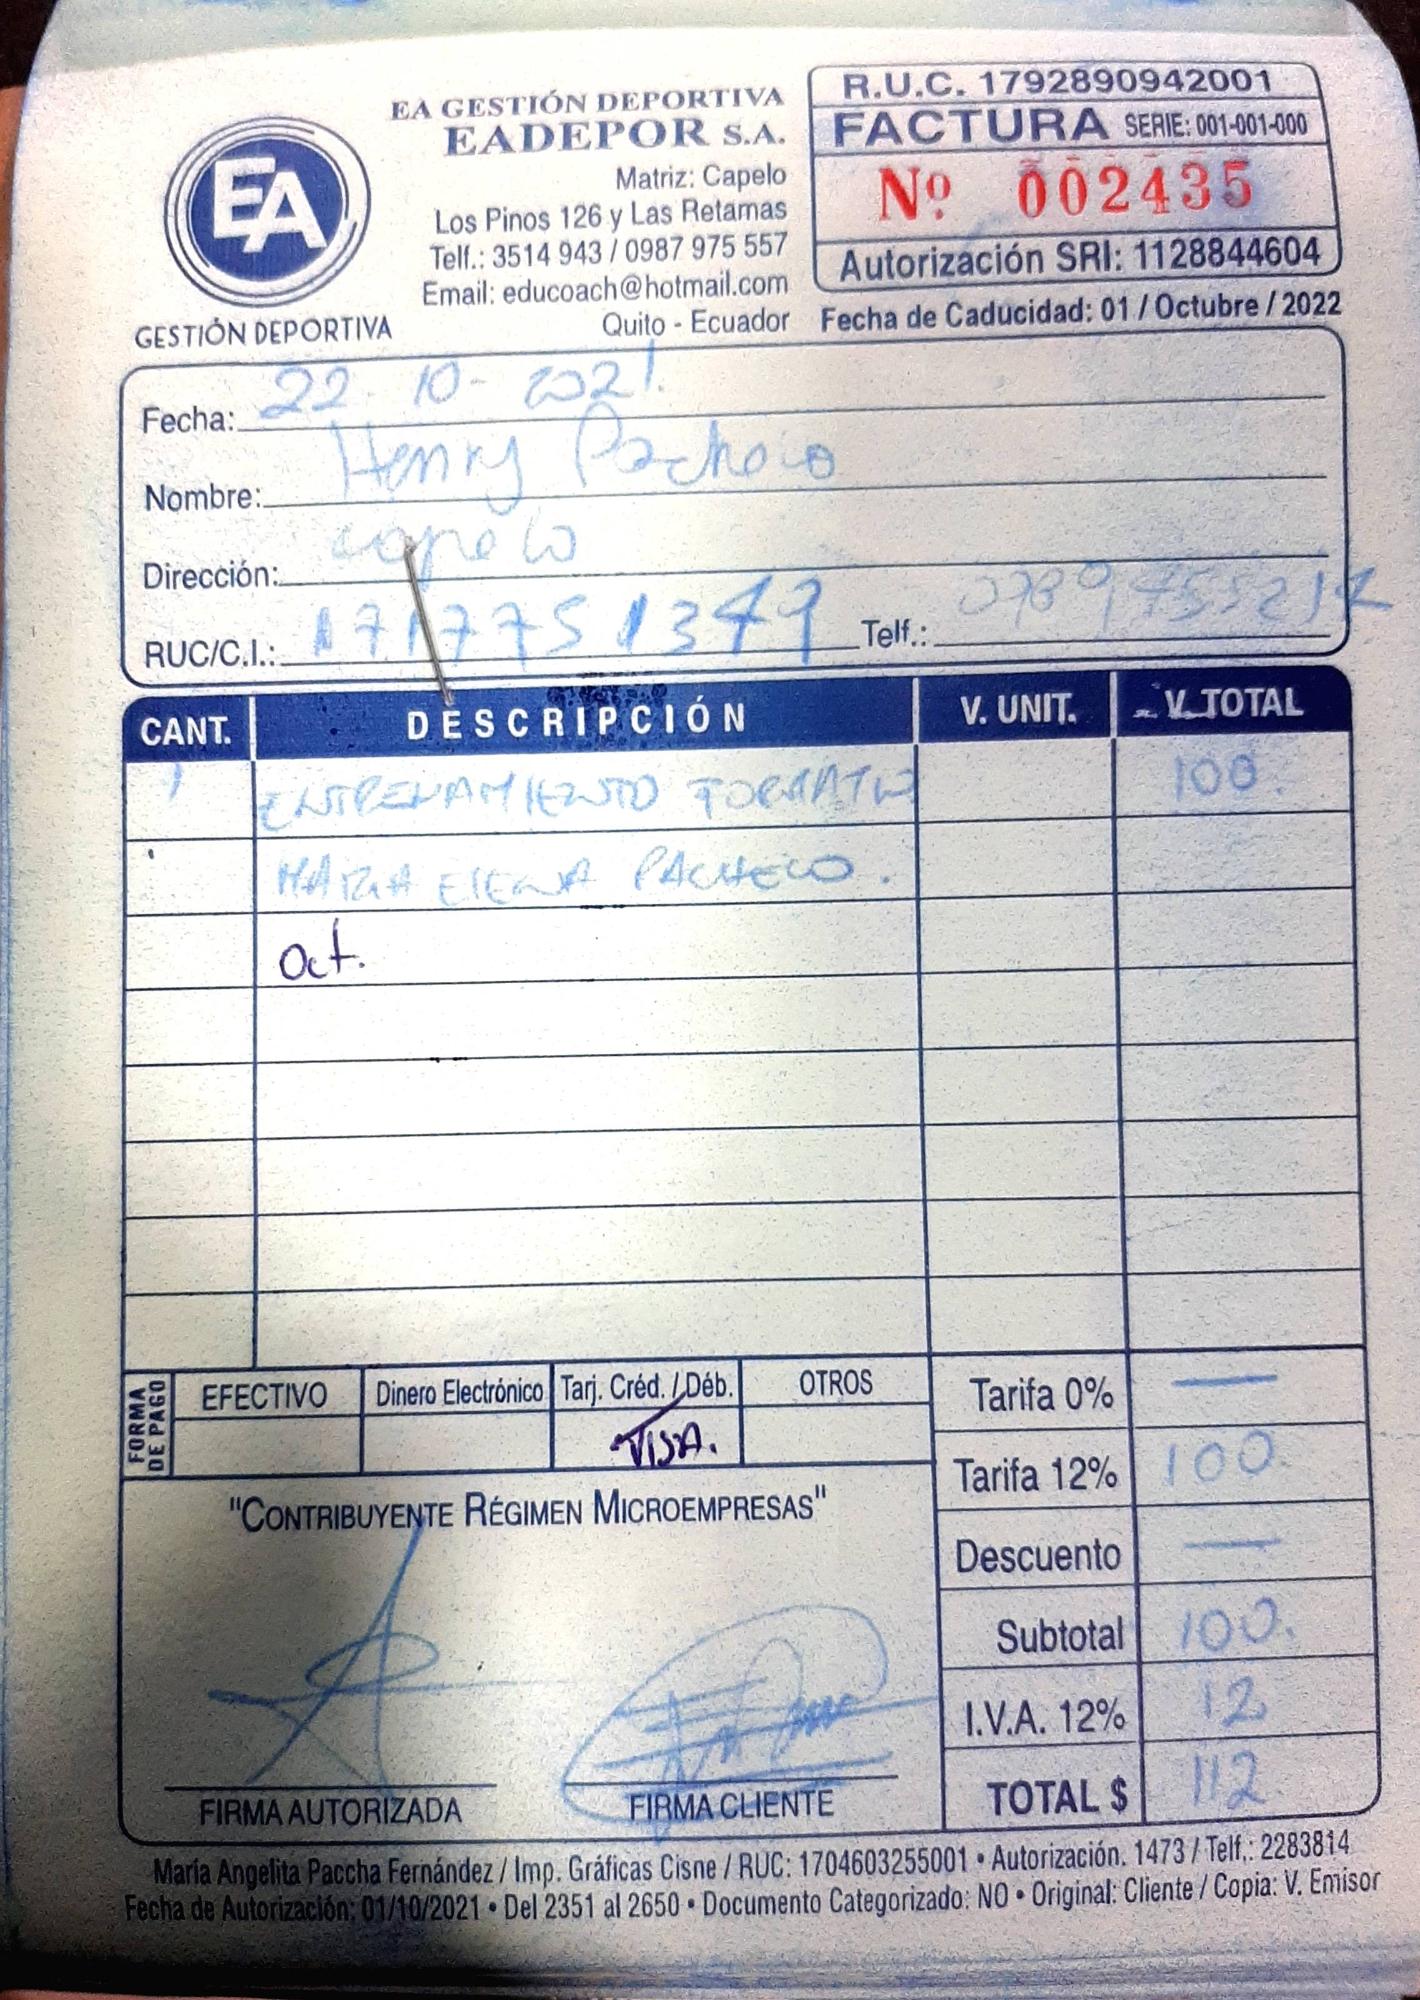 EA GESTIÓN DEPORTIVA
EADEPOR S.A.
Matriz: Capelo
Los Pinos 126 y Las Retamas
Telf.: 3514 943 / 0987 975 557
Email: educoach@hotmail.com
Quito - Ecuador
EA
GESTIÓN DEPORTIVA
R.U.C. 1792890942001
FACTURA SERIE: 001-001-000
Nº 002435
Autorización SRI: 1128844604
Fecha de Caducidad: 01 / Octubre / 2022
Fecha: 22 - 10 - 2021.
Nombre: Henry Pacheco
Dirección: Capelo
RUC/C.I.: 1717751349 Telf.:
CANT. DESCRIPCIÓN V. UNIT. V. TOTAL
1 ENTRENAMIENTO FORMATIVO 100.
MARIA ELENA PACHECO.
Oct.
FORMA DE PAGO
EFECTIVO Dinero Electrónico Tarj. Créd. / Déb. OTROS
VISA.
Tarifa 0% —
Tarifa 12% 100.
Descuento —
Subtotal 100.
I.V.A. 12% 12
TOTAL $ 112
"CONTRIBUYENTE RÉGIMEN MICROEMPRESAS"
FIRMA AUTORIZADA FIRMA CLIENTE
María Angelita Paccha Fernández / Imp. Gráficas Cisne / RUC: 1704603255001 • Autorización. 1473 / Telf.: 2283814
Fecha de Autorización: 01/10/2021 • Del 2351 al 2650 • Documento Categorizado: NO • Original: Cliente / Copia: V. Emisor